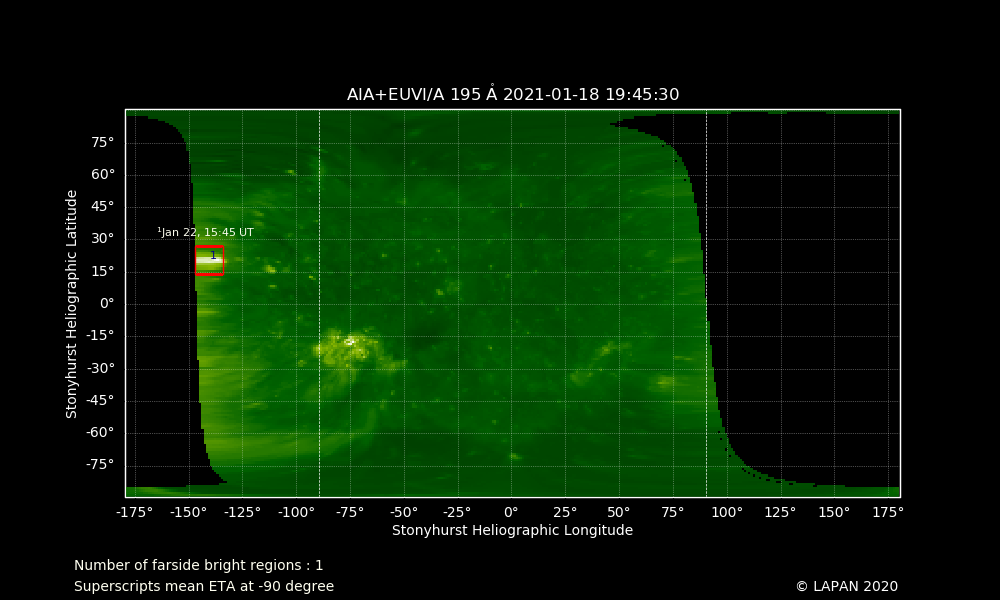 AIA+EUVI/A 195 Å 2021-01-18 19:45:30
75°
60°
45°
30°
15°
0°
-15°
-30°
-45°
-60°
-75°
Stonyhurst Heliographic Latitude
¹Jan 22, 15:45 UT
1
-175° -150° -125° -100° -75° -50° -25° 0° 25° 50° 75° 100° 125° 150° 175°
Stonyhurst Heliographic Longitude
Number of farside bright regions : 1
Superscripts mean ETA at -90 degree
© LAPAN 2020